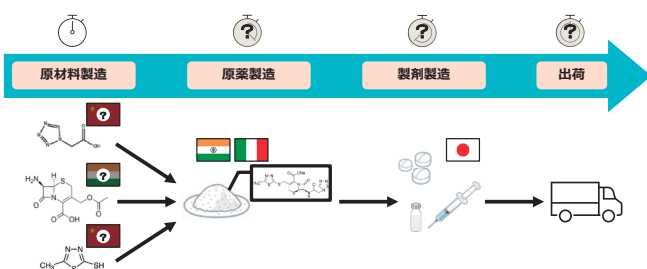 ? ? ?
原材料製造 原薬製造 製剤製造 出荷
?
N N
N N
O
OH
?
H₂N H S
O N O
O OH O
?
N N
CH₃ S SH
ONa